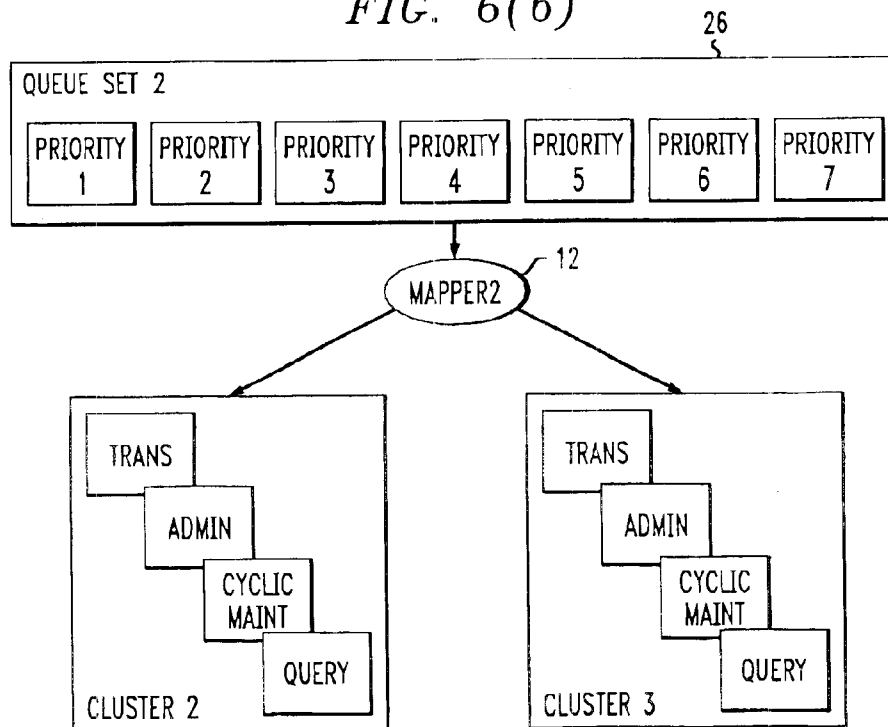 FIG. 6(b)
26
QUEUE SET 2
PRIORITY 1
PRIORITY 2
PRIORITY 3
PRIORITY 4
PRIORITY 5
PRIORITY 6
PRIORITY 7
MAPPER2
12
TRANS
ADMIN
CYCLIC
MAINT
QUERY
CLUSTER 2
TRANS
ADMIN
CYCLIC
MAINT
QUERY
CLUSTER 3